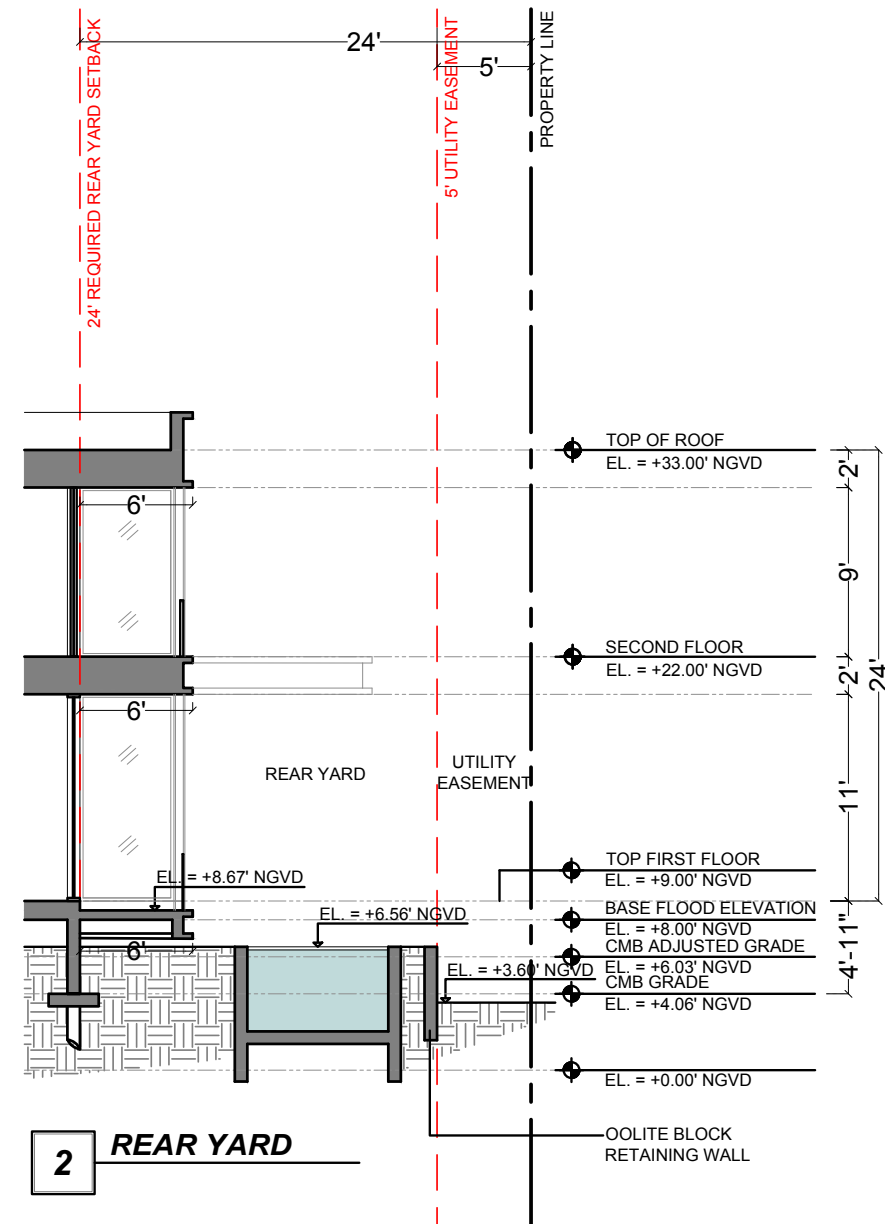 24'
5'
24' REQUIRED REAR YARD SETBACK
5' UTILITY EASEMENT
PROPERTY LINE
TOP OF ROOF
EL. = +33.00' NGVD
2'
6'
9'
SECOND FLOOR
EL. = +22.00' NGVD
2'
24'
6'
REAR YARD
UTILITY
EASEMENT
11'
TOP FIRST FLOOR
EL. = +9.00' NGVD
EL. = +8.67' NGVD
BASE FLOOD ELEVATION
EL. = +8.00' NGVD
EL. = +6.56' NGVD
CMB ADJUSTED GRADE
EL. = +6.03' NGVD
6'
4'-11"
EL. = +3.60' NGVD
CMB GRADE
EL. = +4.06' NGVD
EL. = +0.00' NGVD
OOLITE BLOCK
RETAINING WALL
2
REAR YARD